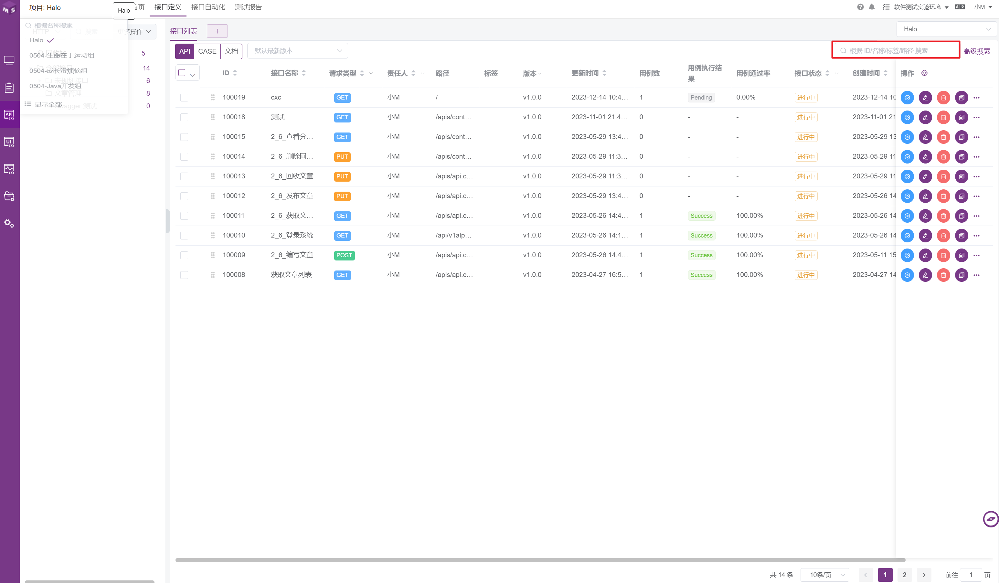 MS
项目: Halo
Halo
首页 接口定义 接口自动化 测试报告
软件测试实验环境
小M
根据名称搜索
HTTP
更多操作
Halo
0504-生命在于运动组
0504-成长没烦恼组
0504-Java开发组
显示全部
回收站 5
全部接口 14
未规划接口 6
文章管理 8
Swagger 测试 0
接口列表 +
Halo
API CASE 文档
默认最新版本
根据 ID/名称/标签/路径 搜索
高级搜索
ID 接口名称 请求类型 责任人 路径 标签 版本 更新时间 用例数 用例执行结果 用例通过率 接口状态 创建时间 操作
100019 cxc GET 小M / v1.0.0 2023-12-14 10:4... 1 Pending 0.00% 进行中 2023-12-14 10
100018 测试 GET 小M /apis/cont... v1.0.0 2023-11-01 21:4... 0 - - 进行中 2023-11-01 21
100015 2_6_查看分... GET 小M /apis/cont... v1.0.0 2023-05-29 13:4... 0 - - 进行中 2023-05-29 13
100014 2_6_删除回... PUT 小M /apis/cont... v1.0.0 2023-05-29 11:3... 0 - - 进行中 2023-05-29 11
100013 2_6_回收文章 PUT 小M /apis/api.c... v1.0.0 2023-05-29 11:3... 0 - - 进行中 2023-05-29 11
100012 2_6_发布文章 PUT 小M /apis/api.c... v1.0.0 2023-05-29 13:4... 0 - - 进行中 2023-05-26 14
100011 2_6_获取文... GET 小M /apis/api.c... v1.0.0 2023-05-26 14:4... 1 Success 100.00% 进行中 2023-05-26 14
100010 2_6_登录系统 GET 小M /api/v1alp... v1.0.0 2023-05-26 14:1... 1 Success 100.00% 进行中 2023-05-26 14
100009 2_6_编写文章 POST 小M /apis/api.c... v1.0.0 2023-05-26 14:4... 1 Success 100.00% 进行中 2023-05-11 15
100008 获取文章列表 GET 小M /apis/api.c... v1.0.0 2023-04-27 16:5... 1 Success 100.00% 进行中 2023-04-27 14
共 14 条 10条/页 1 2 前往 1 页